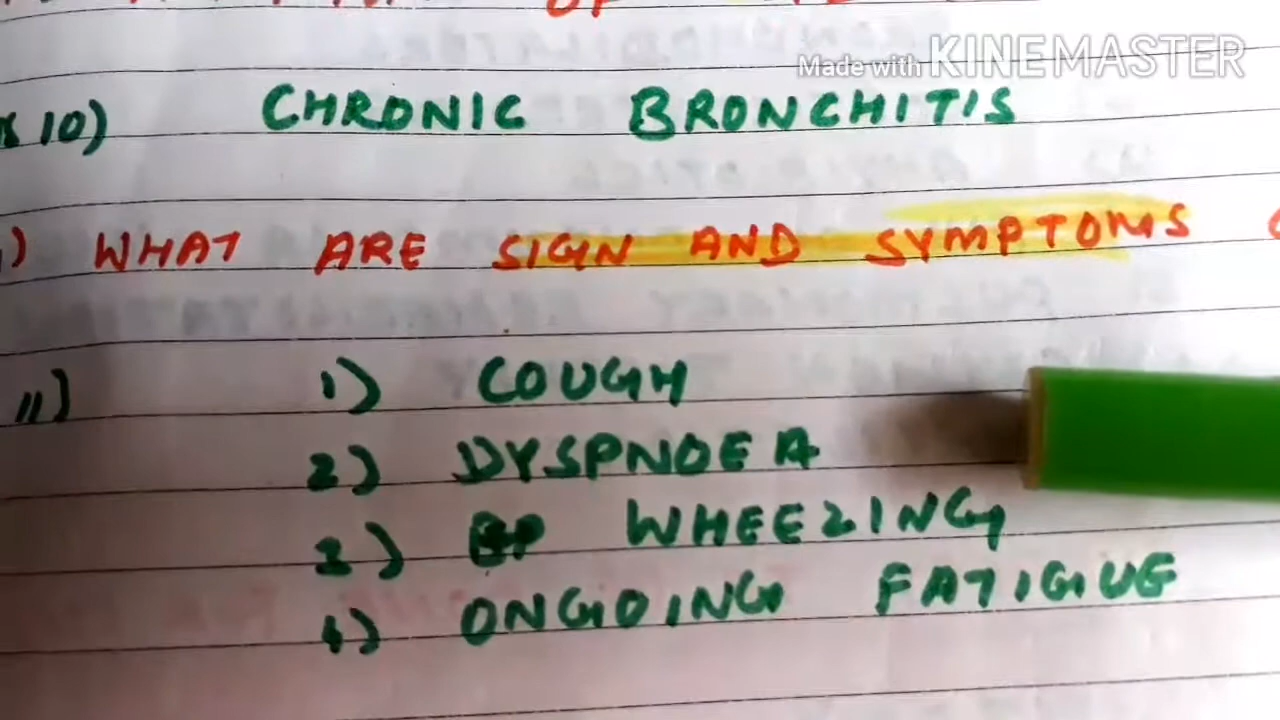 OF
Made with KINEMASTER
10) CHRONIC BRONCHITIS
) WHAT ARE SIGN AND SYMPTOMS
11) 1) COUGH
2) DYSPNOEA
3) WHEEZING
4) ONGOING FATIGUE